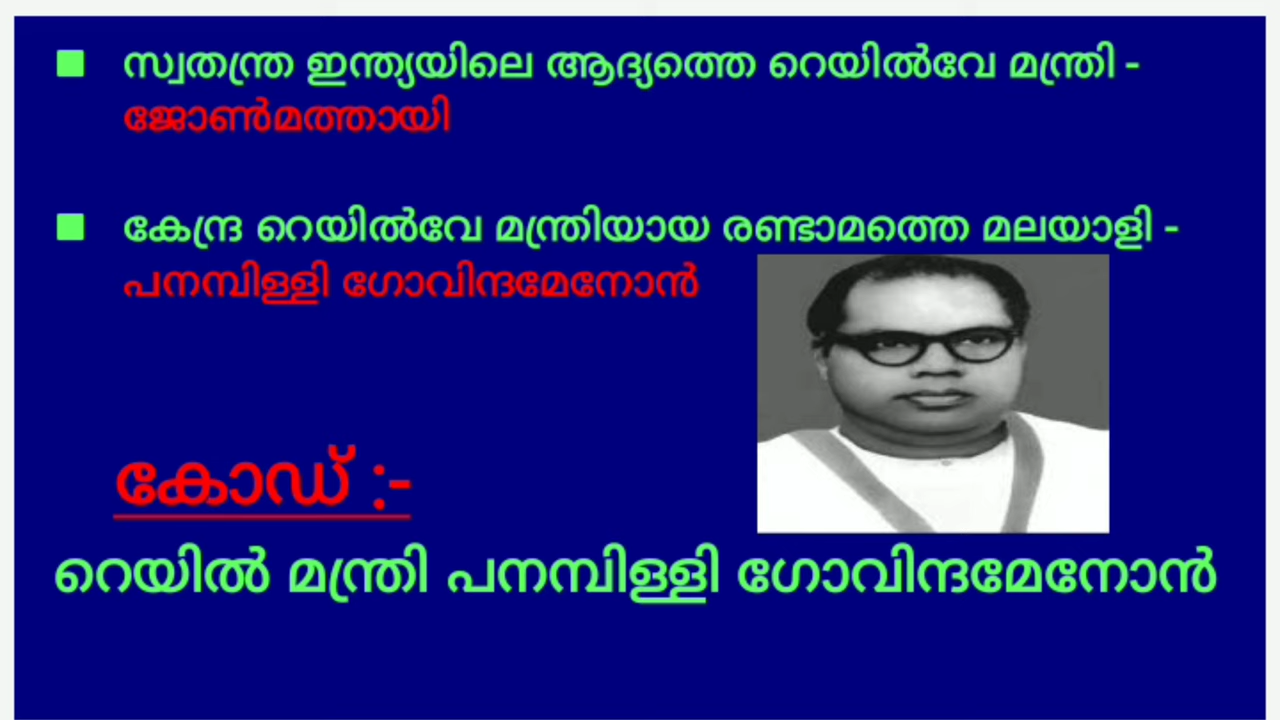 സ്വതന്ത്ര ഇന്ത്യയിലെ ആദ്യത്തെ റെയിൽവേ മന്ത്രി -
ജോൺമത്തായി
കേന്ദ്ര റെയിൽവേ മന്ത്രിയായ രണ്ടാമത്തെ മലയാളി -
പനമ്പിള്ളി ഗോവിന്ദമേനോൻ
കോഡ് :-
റെയിൽ മന്ത്രി പനമ്പിള്ളി ഗോവിന്ദമേനോൻ